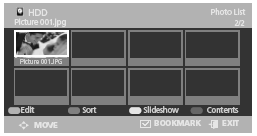 HDD Photo List
Picture 001.jpg 2/2
Picture 001.JPG
Edit Sort Slideshow Contents
MOVE BOOKMARK EXIT